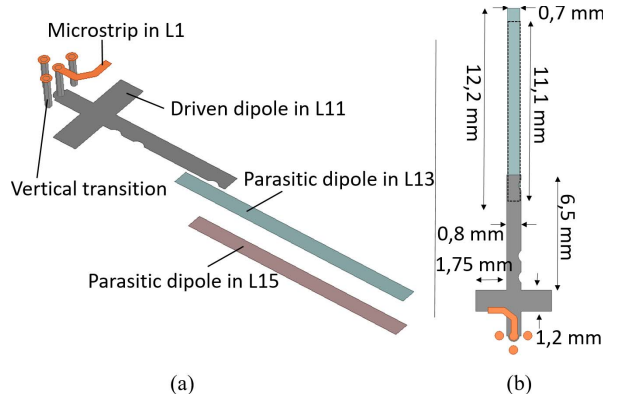 Microstrip in L1
Driven dipole in L11
Vertical transition
Parasitic dipole in L13
Parasitic dipole in L15
(a)
0,7 mm
12,2 mm
11,1 mm
6,5 mm
0,8 mm
1,75 mm
1,2 mm
(b)